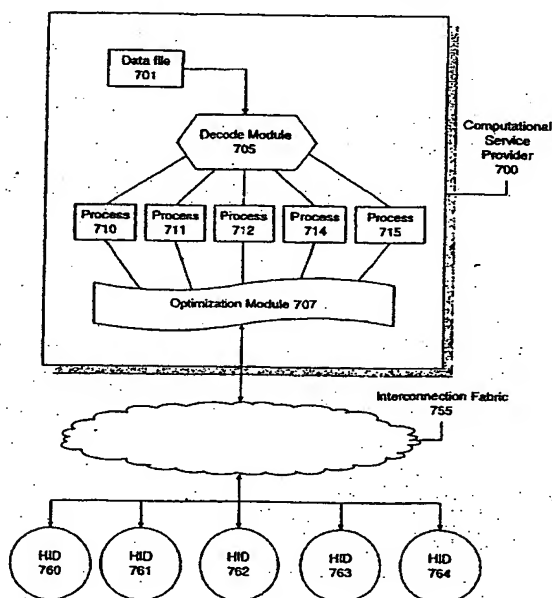 Data file
701
Decode Module
705
Computational
Service
Provider
700
Process
710
Process
711
Process
712
Process
714
Process
715
Optimization Module 707
Interconnection Fabric
755
HID
760
HID
761
HID
762
HID
763
HID
764